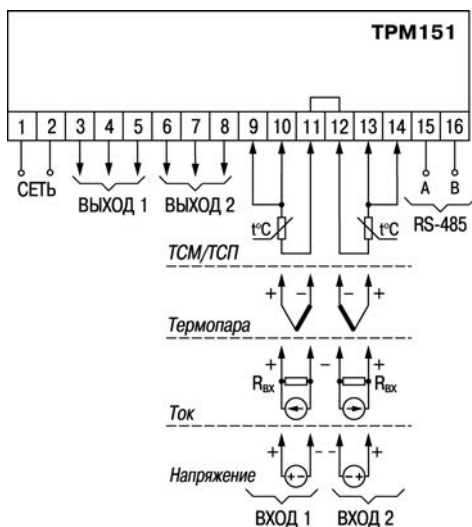 ТРМ151
1 2 3 4 5 6 7 8 9 10 11 12 13 14 15 16
СЕТЬ
ВЫХОД 1
ВЫХОД 2
A B
RS-485
t°C
t°C
ТСМ/ТСП
+ − − +
Термопара
+ − +
Rвх
Rвх
Ток
+ - - +
+ -
- +
Напряжение
ВХОД 1
ВХОД 2